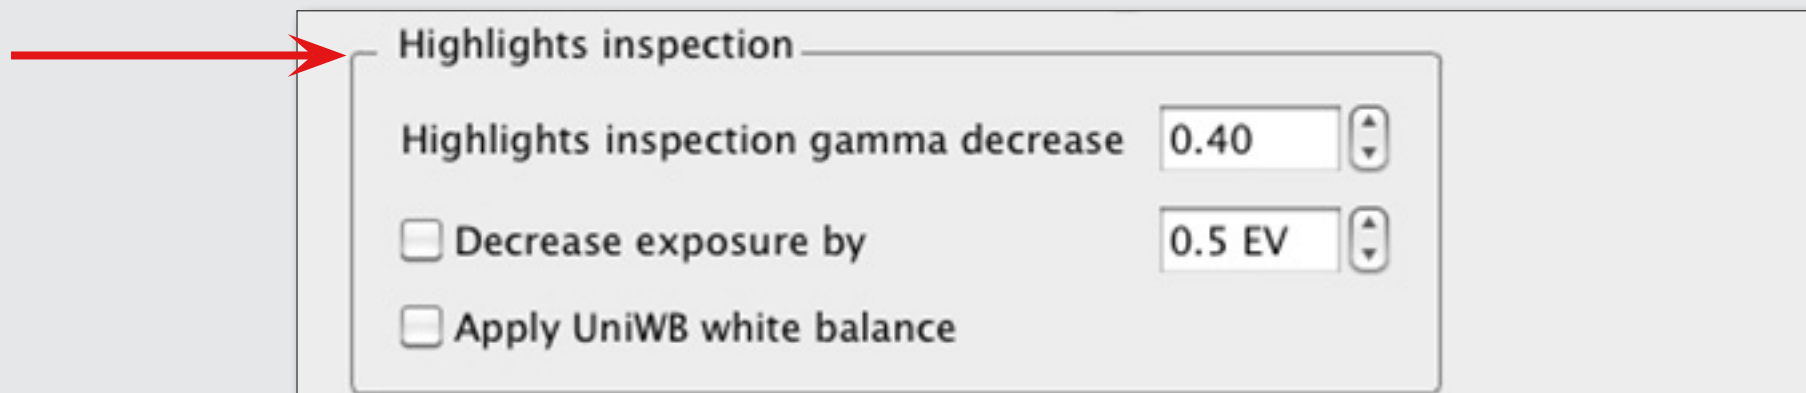 Highlights inspection
Highlights inspection gamma decrease 0.40
Decrease exposure by 0.5 EV
Apply UniWB white balance